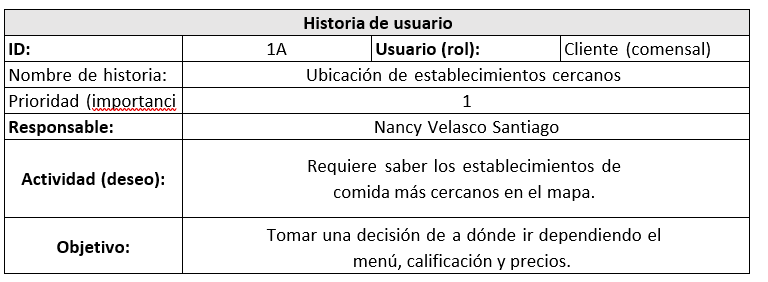 Historia de usuario
ID: 1A Usuario (rol): Cliente (comensal)
Nombre de historia: Ubicación de establecimientos cercanos
Prioridad (importanci 1
Responsable: Nancy Velasco Santiago
Actividad (deseo): Requiere saber los establecimientos de
comida más cercanos en el mapa.
Objetivo: Tomar una decisión de a dónde ir dependiendo el
menú, calificación y precios.